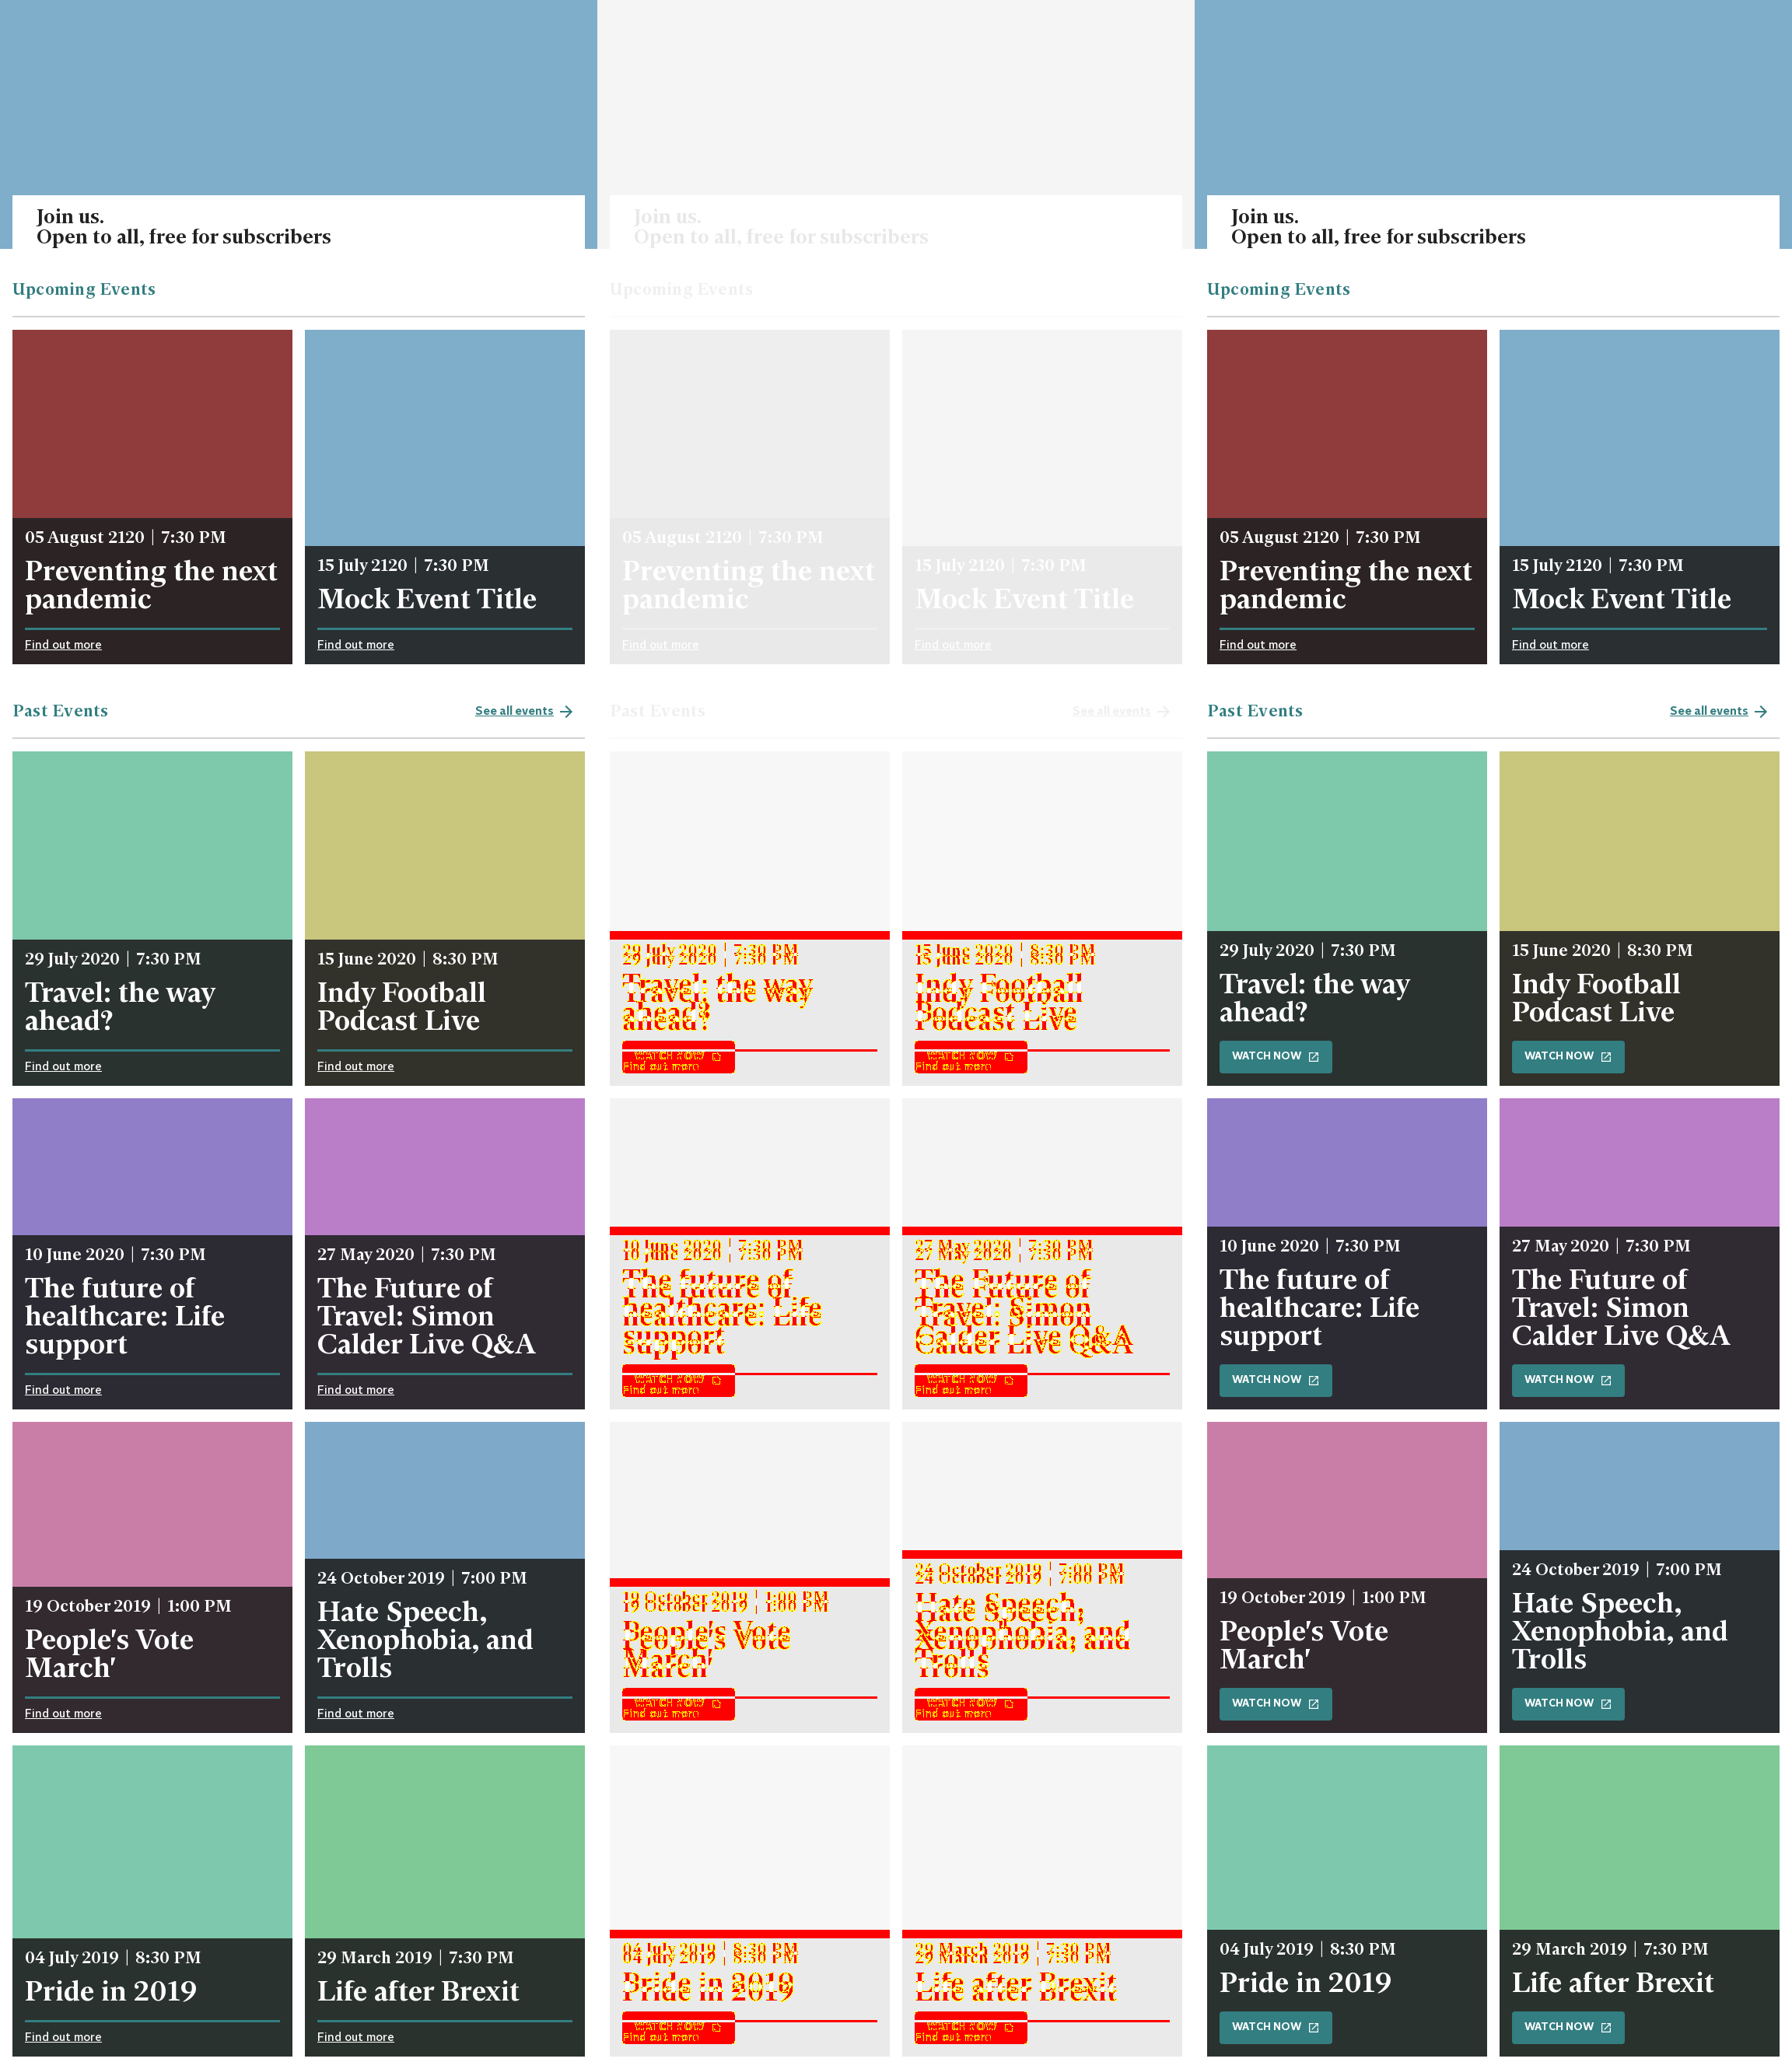 Join us.
Open to all, free for subscribers
Upcoming Events
05 August 2120 | 7:30 PM
Preventing the next
pandemic
Find out more
15 July 2120 | 7:30 PM
Mock Event Title
Find out more
Past Events
See all events
29 July 2020 | 7:30 PM
Travel: the way
ahead?
Find out more
15 June 2020 | 8:30 PM
Indy Football
Podcast Live
Find out more
10 June 2020 | 7:30 PM
The future of
healthcare: Life
support
Find out more
27 May 2020 | 7:30 PM
The Future of
Travel: Simon
Calder Live Q&A
Find out more
19 October 2019 | 1:00 PM
People's Vote
March'
Find out more
24 October 2019 | 7:00 PM
Hate Speech,
Xenophobia, and
Trolls
Find out more
04 July 2019 | 8:30 PM
Pride in 2019
Find out more
29 March 2019 | 7:30 PM
Life after Brexit
Find out more
Join us.
Open to all, free for subscribers
Upcoming Events
05 August 2120 | 7:30 PM
Preventing the next
pandemic
Find out more
15 July 2120 | 7:30 PM
Mock Event Title
Find out more
Past Events
See all events
29 July 2020 | 7:30 PM
Travel: the way
ahead?
WATCH NOW
Find out more
15 June 2020 | 8:30 PM
Indy Football
Podcast Live
WATCH NOW
Find out more
10 June 2020 | 7:30 PM
The future of
healthcare: Life
support
WATCH NOW
Find out more
27 May 2020 | 7:30 PM
The Future of
Travel: Simon
Calder Live Q&A
WATCH NOW
Find out more
19 October 2019 | 1:00 PM
People's Vote
March'
WATCH NOW
Find out more
24 October 2019 | 7:00 PM
Hate Speech,
Xenophobia, and
Trolls
WATCH NOW
Find out more
04 July 2019 | 8:30 PM
Pride in 2019
WATCH NOW
Find out more
29 March 2019 | 7:30 PM
Life after Brexit
WATCH NOW
Find out more
Join us.
Open to all, free for subscribers
Upcoming Events
05 August 2120 | 7:30 PM
Preventing the next
pandemic
Find out more
15 July 2120 | 7:30 PM
Mock Event Title
Find out more
Past Events
See all events
29 July 2020 | 7:30 PM
Travel: the way
ahead?
WATCH NOW
15 June 2020 | 8:30 PM
Indy Football
Podcast Live
WATCH NOW
10 June 2020 | 7:30 PM
The future of
healthcare: Life
support
WATCH NOW
27 May 2020 | 7:30 PM
The Future of
Travel: Simon
Calder Live Q&A
WATCH NOW
19 October 2019 | 1:00 PM
People's Vote
March'
WATCH NOW
24 October 2019 | 7:00 PM
Hate Speech,
Xenophobia, and
Trolls
WATCH NOW
04 July 2019 | 8:30 PM
Pride in 2019
WATCH NOW
29 March 2019 | 7:30 PM
Life after Brexit
WATCH NOW